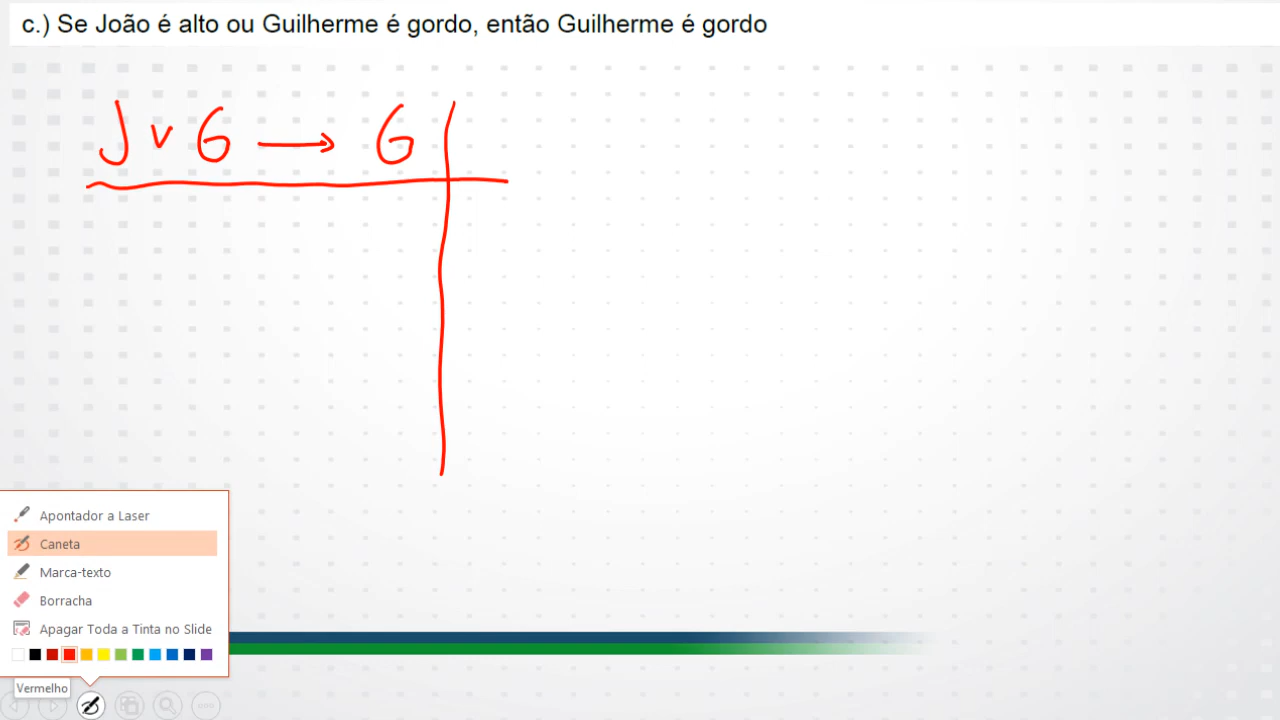 c.) Se João é alto ou Guilherme é gordo, então Guilherme é gordo
J v G → G
Apontador a Laser
Caneta
Marca-texto
Borracha
Apagar Toda a Tinta no Slide
Vermelho